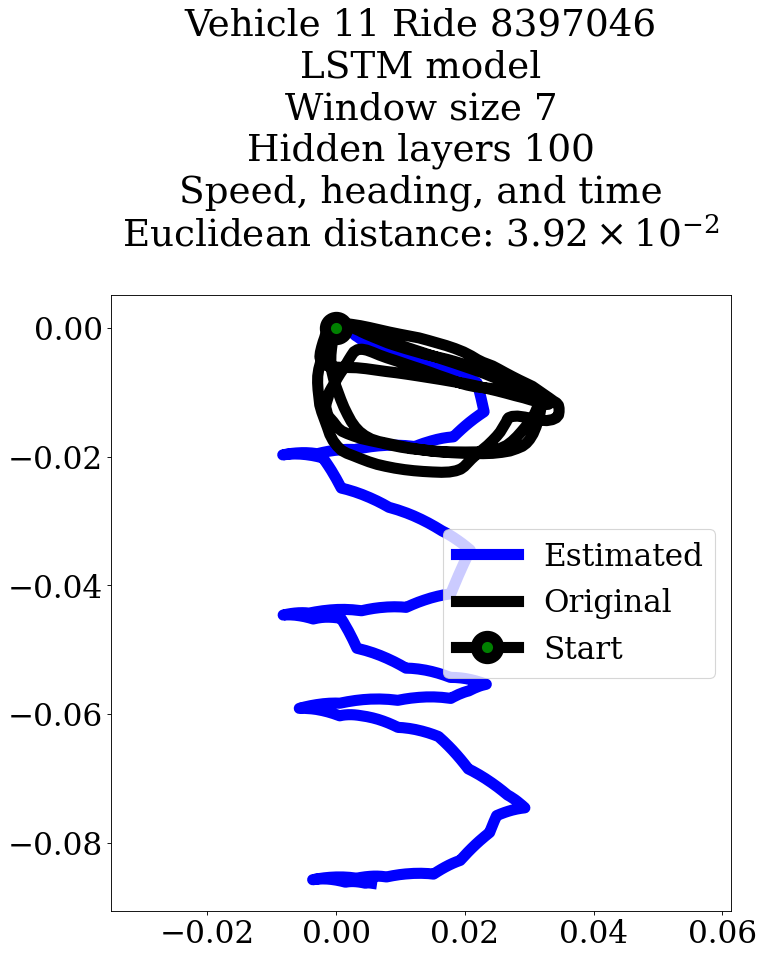 Vehicle 11 Ride 8397046
LSTM model
Window size 7
Hidden layers 100
Speed, heading, and time
Euclidean distance: 3.92 × 10⁻²
0.00
−0.02
−0.04
−0.06
−0.08
Estimated
Original
Start
−0.02 0.00 0.02 0.04 0.06